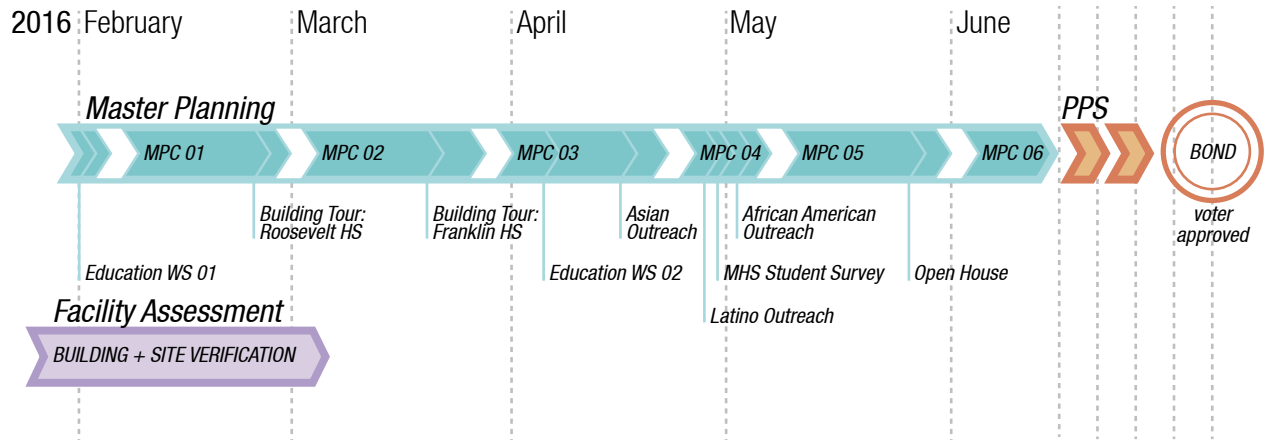 2016 February March April May June
Master Planning PPS
MPC 01 MPC 02 MPC 03 MPC 04 MPC 05 MPC 06 BOND
voter
approved
Building Tour:
Roosevelt HS
Building Tour:
Franklin HS
Asian
Outreach
African American
Outreach
Education WS 01
Education WS 02
MHS Student Survey
Open House
Latino Outreach
Facility Assessment
BUILDING + SITE VERIFICATION